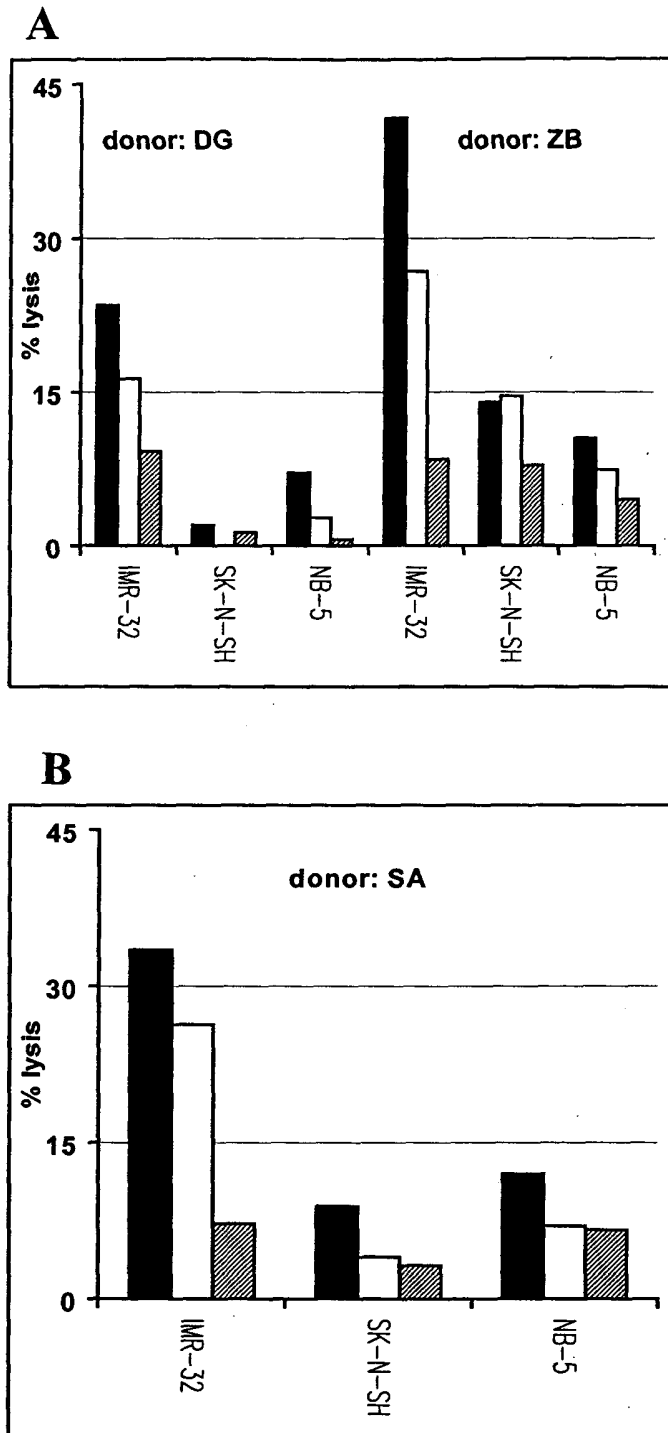 A
45
donor: DG donor: ZB
30
% lysis
15
0
IMR-32 SK-N-SH NB-5 IMR-32 SK-N-SH NB-5
B
45
donor: SA
30
% lysis
15
0
IMR-32 SK-N-SH NB-5